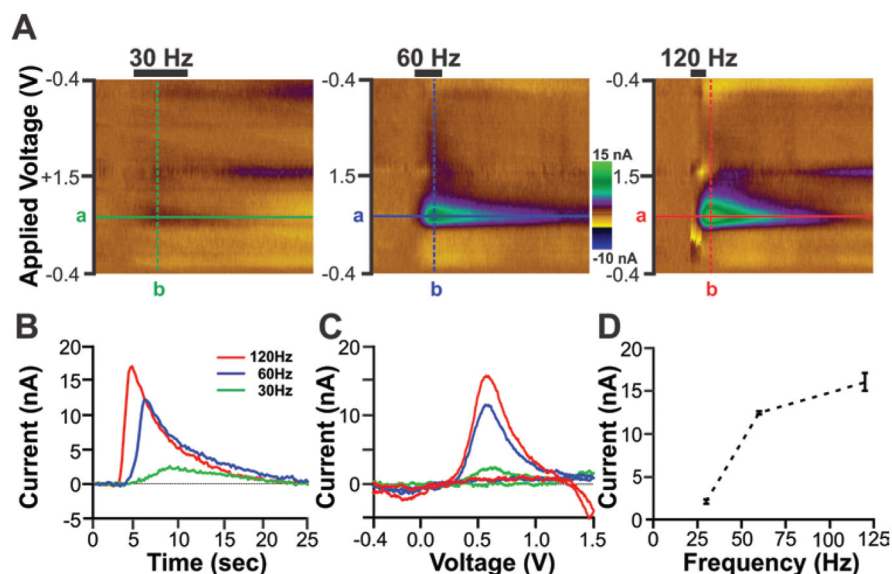 A
30 Hz 60 Hz 120 Hz
Applied Voltage (V)
-0.4
+1.5
-0.4
a
b
-0.4
1.5
-0.4
a
b
15 nA
-10 nA
-0.4
1.5
-0.4
a
b
B
Current (nA)
20
15
10
5
0
-5
120Hz
60Hz
30Hz
0 5 10 15 20 25
Time (sec)
C
Current (nA)
20
15
10
5
0
-0.4 0.0 0.5 1.0 1.5
Voltage (V)
D
Current (nA)
20
15
10
5
0
0 25 50 75 100 125
Frequency (Hz)